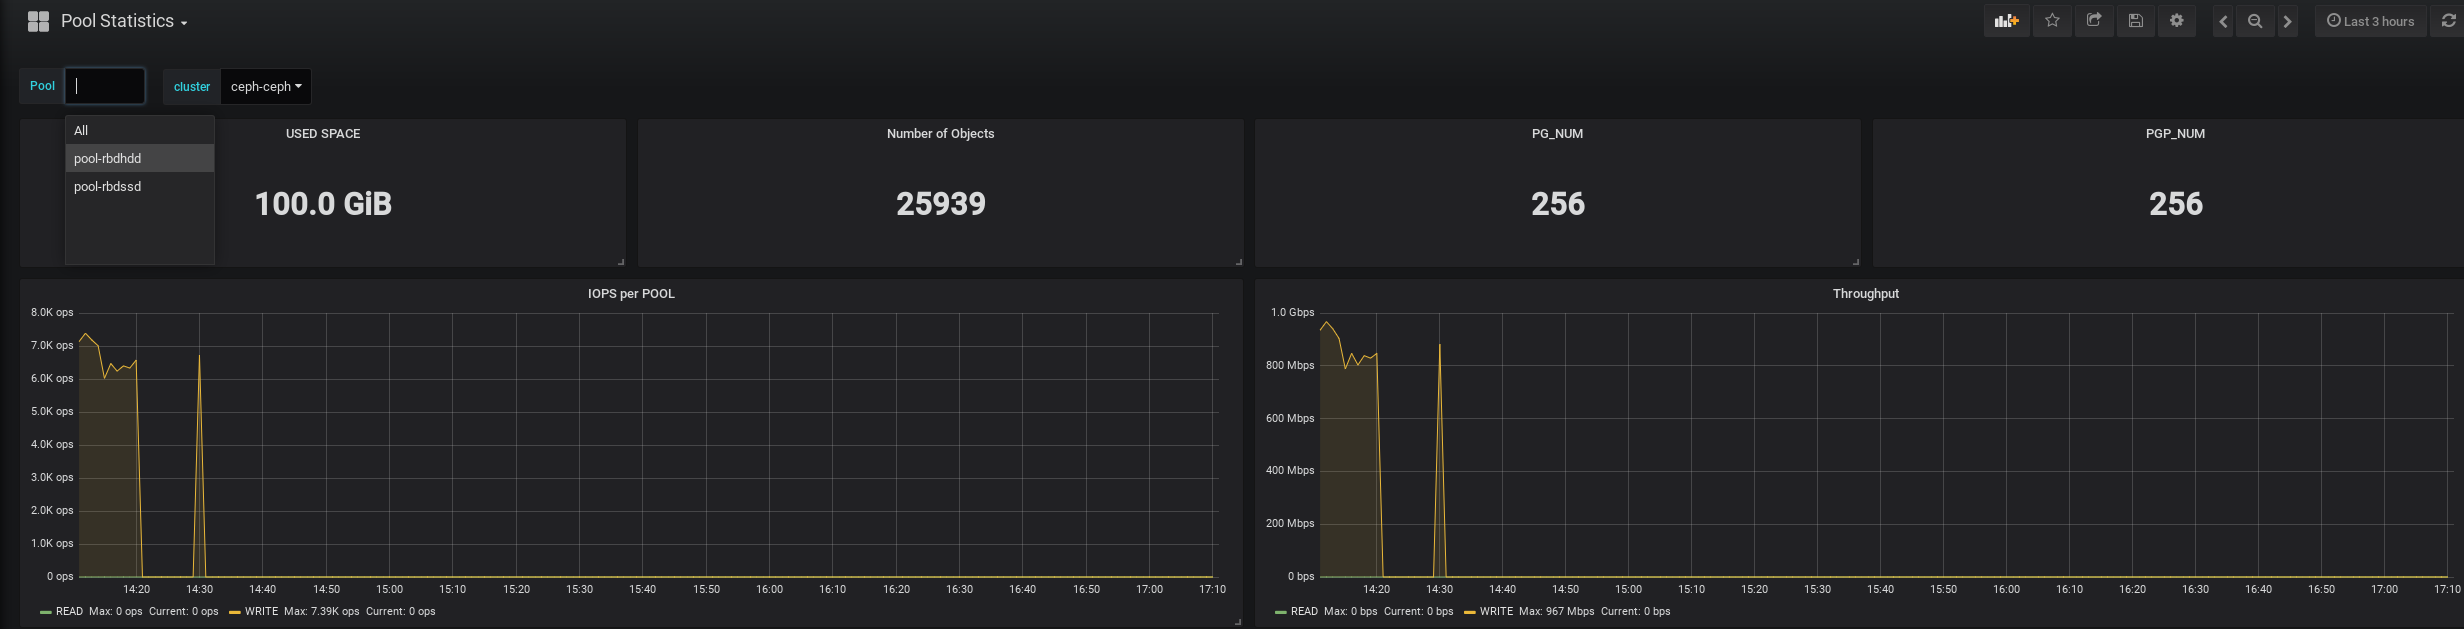 Pool Statistics
Last 3 hours
Pool
cluster ceph-ceph
All
pool-rbdhdd
pool-rbdssd
USED SPACE
100.0 GiB
Number of Objects
25939
PG_NUM
256
PGP_NUM
256
IOPS per POOL
8.0K ops
7.0K ops
6.0K ops
5.0K ops
4.0K ops
3.0K ops
2.0K ops
1.0K ops
0 ops
14:20 14:30 14:40 14:50 15:00 15:10 15:20 15:30 15:40 15:50 16:00 16:10 16:20 16:30 16:40 16:50 17:00 17:10
READ Max: 0 ops Current: 0 ops WRITE Max: 7.39K ops Current: 0 ops
Throughput
1.0 Gbps
800 Mbps
600 Mbps
400 Mbps
200 Mbps
0 bps
14:20 14:30 14:40 14:50 15:00 15:10 15:20 15:30 15:40 15:50 16:00 16:10 16:20 16:30 16:40 16:50 17:00 17:10
READ Max: 0 bps Current: 0 bps WRITE Max: 967 Mbps Current: 0 bps